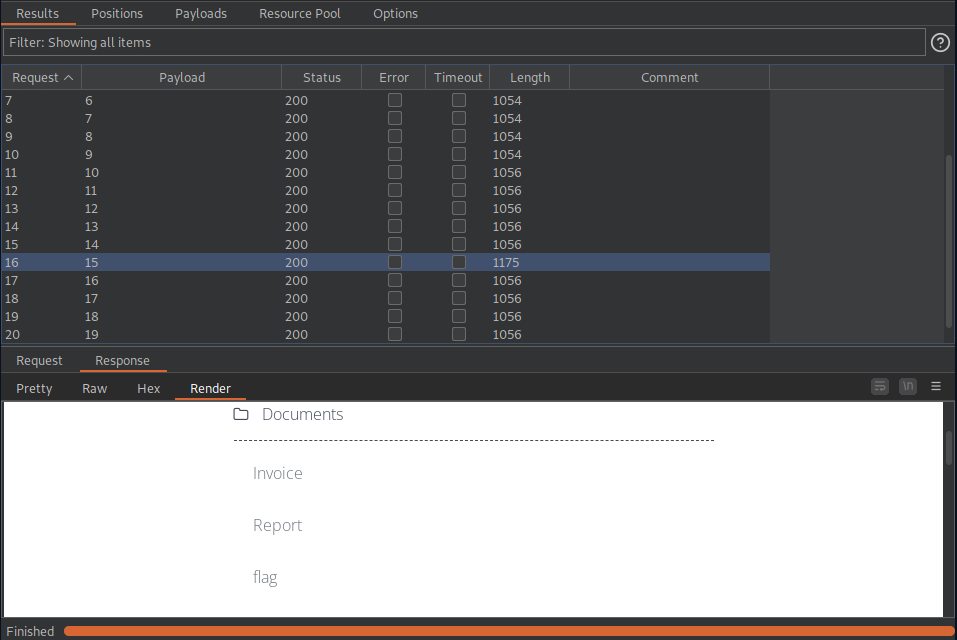 Results Positions Payloads Resource Pool Options
Filter: Showing all items ?
Request Payload Status Error Timeout Length Comment
7 6 200 1054
8 7 200 1054
9 8 200 1054
10 9 200 1054
11 10 200 1056
12 11 200 1056
13 12 200 1056
14 13 200 1056
15 14 200 1056
16 15 200 1175
17 16 200 1056
18 17 200 1056
19 18 200 1056
20 19 200 1056
Request Response
Pretty Raw Hex Render \n
Documents
Invoice
Report
flag
Finished